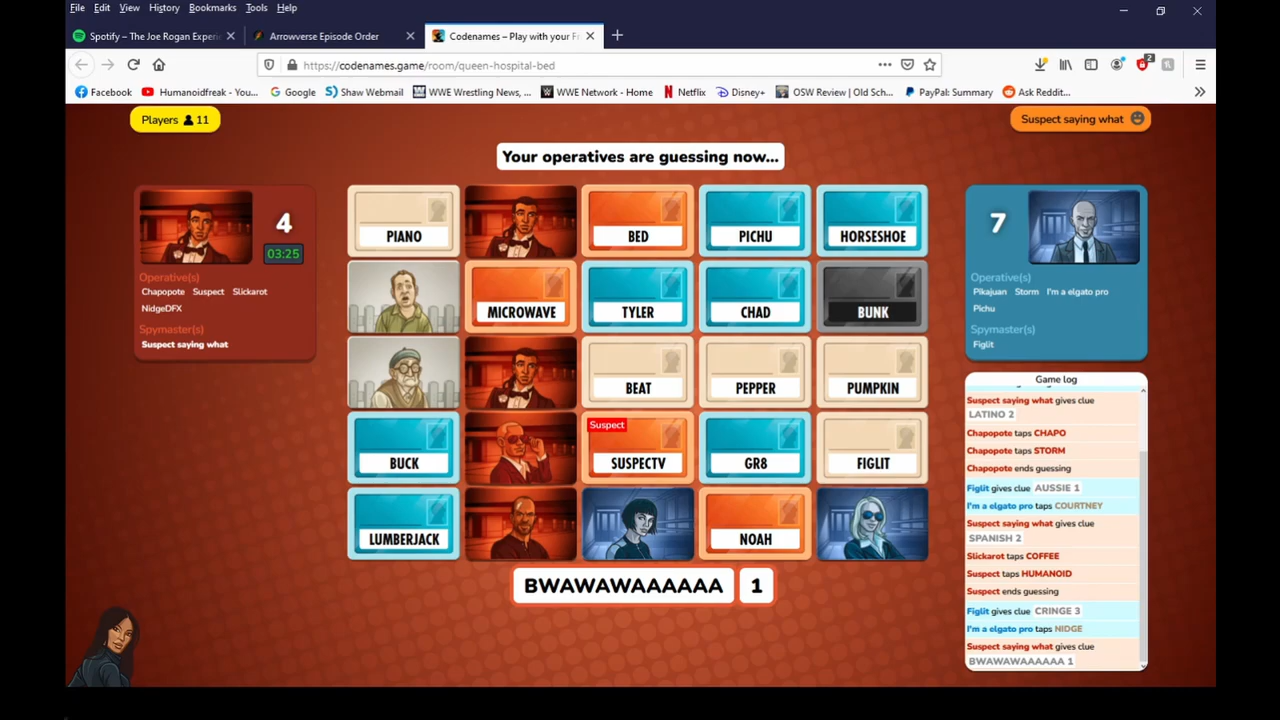 File Edit View History Bookmarks Tools Help
Spotify – The Joe Rogan Experi
Arrowverse Episode Order
Codenames – Play with your Fr
https://codenames.game/room/queen-hospital-bed
2
Facebook
Humanoidfreak - You...
Google
Shaw Webmail
WWE Wrestling News, ...
WWE Network - Home
Netflix
Disney+
OSW Review | Old Sch...
PayPal: Summary
Ask Reddit...
Players 11
Suspect saying what
Your operatives are guessing now...
4
03:25
Operative(s)
Chapopote Suspect Slickarot
NidgeDFX
Spymaster(s)
Suspect saying what
PIANO
BED
PICHU
HORSESHOE
MICROWAVE
TYLER
CHAD
BUNK
BEAT
PEPPER
PUMPKIN
BUCK
Suspect
SUSPECTV
GR8
FIGLIT
LUMBERJACK
NOAH
BWAWAWAAAAAA 1
7
Operative(s)
Pikajuan Storm I'm a elgato pro
Pichu
Spymaster(s)
Figlit
Game log
Suspect saying what gives clue
LATINO 2
Chapopote taps CHAPO
Chapopote taps STORM
Chapopote ends guessing
Figlit gives clue AUSSIE 1
I'm a elgato pro taps COURTNEY
Suspect saying what gives clue
SPANISH 2
Slickarot taps COFFEE
Suspect taps HUMANOID
Suspect ends guessing
Figlit gives clue CRINGE 3
I'm a elgato pro taps NIDGE
Suspect saying what gives clue
BWAWAWAAAAAA 1